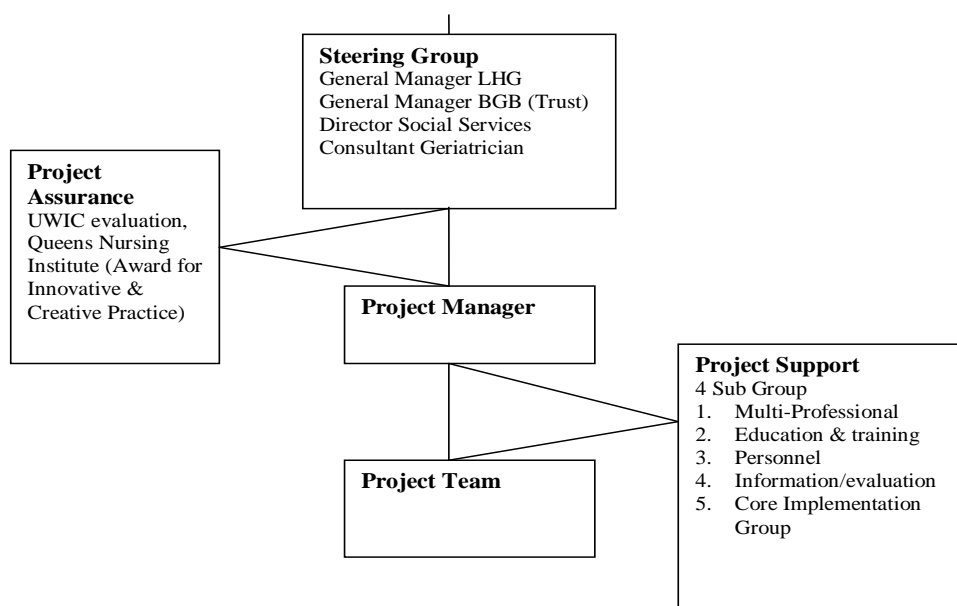 Steering Group
General Manager LHG
General Manager BGB (Trust)
Director Social Services
Consultant Geriatrician
Project
Assurance
UWIC evaluation,
Queens Nursing
Institute (Award for
Innovative &
Creative Practice)
Project Manager
Project Support
4 Sub Group
1. Multi-Professional
2. Education & training
3. Personnel
4. Information/evaluation
5. Core Implementation
Group
Project Team